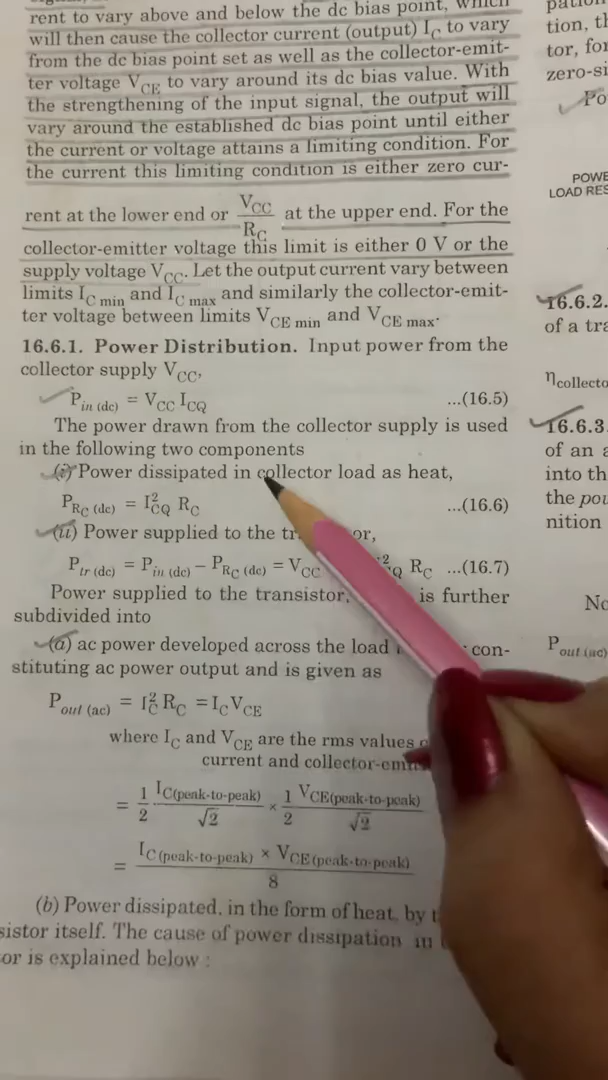 rent to vary above and below the dc bias point, which
will then cause the collector current (output) I_C to vary
from the dc bias point set as well as the collector-emit-
ter voltage V_CE to vary around its dc bias value. With
the strengthening of the input signal, the output will
vary around the established dc bias point until either
the current or voltage attains a limiting condition. For
the current this limiting condition is either zero cur-
rent at the lower end or V_CC/R_C at the upper end. For the
collector-emitter voltage this limit is either 0 V or the
supply voltage V_CC. Let the output current vary between
limits I_C min and I_C max and similarly the collector-emit-
ter voltage between limits V_CE min and V_CE max.
16.6.1. Power Distribution. Input power from the
collector supply V_CC,
P_in (dc) = V_CC I_CQ ...(16.5)
The power drawn from the collector supply is used
in the following two components
(i) Power dissipated in collector load as heat,
P_RC (dc) = I²_CQ R_C ...(16.6)
(ii) Power supplied to the
P_tr (dc) = P_in (dc) – P_RC (dc) = V_CC R_C ...(16.7)
Power supplied to the transistor, is further
subdivided into
(a) ac power developed across the load con-
stituting ac power output and is given as
P_out (ac) = I²_C R_C = I_C V_CE
where I_C and V_CE are the rms values
current and
= 1/2 I_C(peak-to-peak)/√2 × 1/2 V_CE(peak-to-peak)/√2
= I_C (peak-to-peak) × V_CE (peak-to-peak)/8
(b) Power dissipated, in the form of heat, by
sistor itself. The cause of power dissipation in
or is explained below :
tion,
tor,
zero-si
POWE
LOAD RES
16.6.2.
of a tra
η_collecto
16.6.3
of an
into th
the pou
nition
P_out (ac)